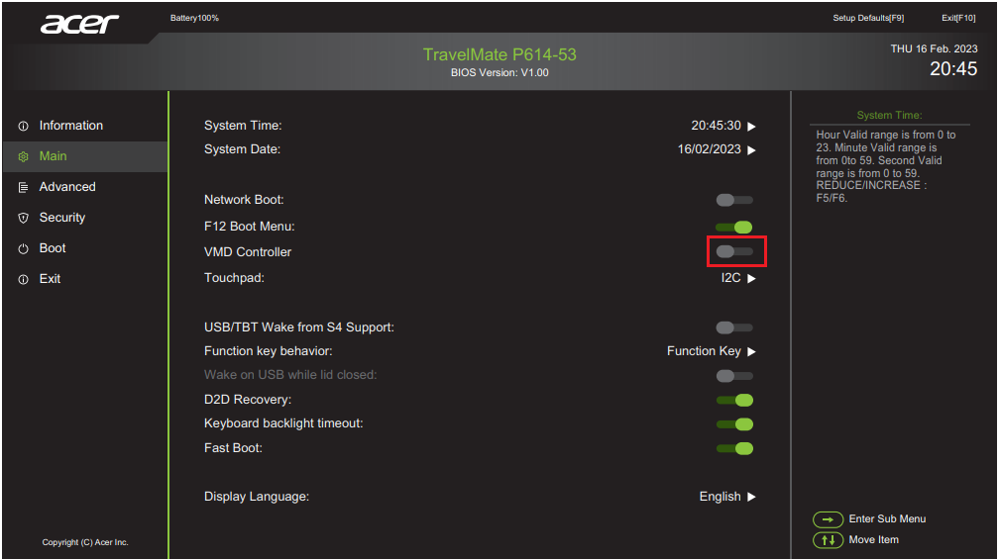 acer
Battery100%
Setup Defaults[F9]
Exit[F10]
TravelMate P614-53
BIOS Version: V1.00
THU 16 Feb. 2023
20:45
Information
Main
Advanced
Security
Boot
Exit
System Time: 20:45:30
System Date: 16/02/2023
Network Boot:
F12 Boot Menu:
VMD Controller
Touchpad: I2C
USB/TBT Wake from S4 Support:
Function key behavior: Function Key
Wake on USB while lid closed:
D2D Recovery:
Keyboard backlight timeout:
Fast Boot:
Display Language: English
System Time:
Hour Valid range is from 0 to
23. Minute Valid range is
from 0to 59. Second Valid
range is from 0 to 59.
REDUCE/INCREASE :
F5/F6.
Enter Sub Menu
Move Item
Copyright (C) Acer Inc.